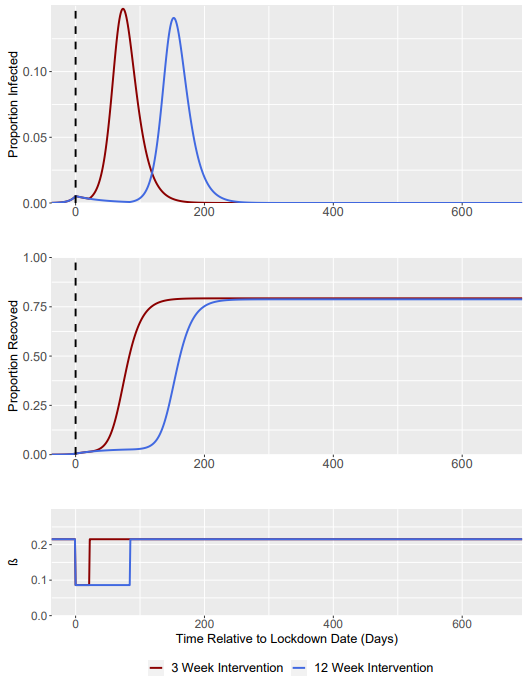 Proportion Infected
0.10
0.05
0.00
0 200 400 600
Proportion Recoved
1.00
0.75
0.50
0.25
0.00
0 200 400 600
ß
0.2
0.1
0.0
0 200 400 600
Time Relative to Lockdown Date (Days)
3 Week Intervention 12 Week Intervention